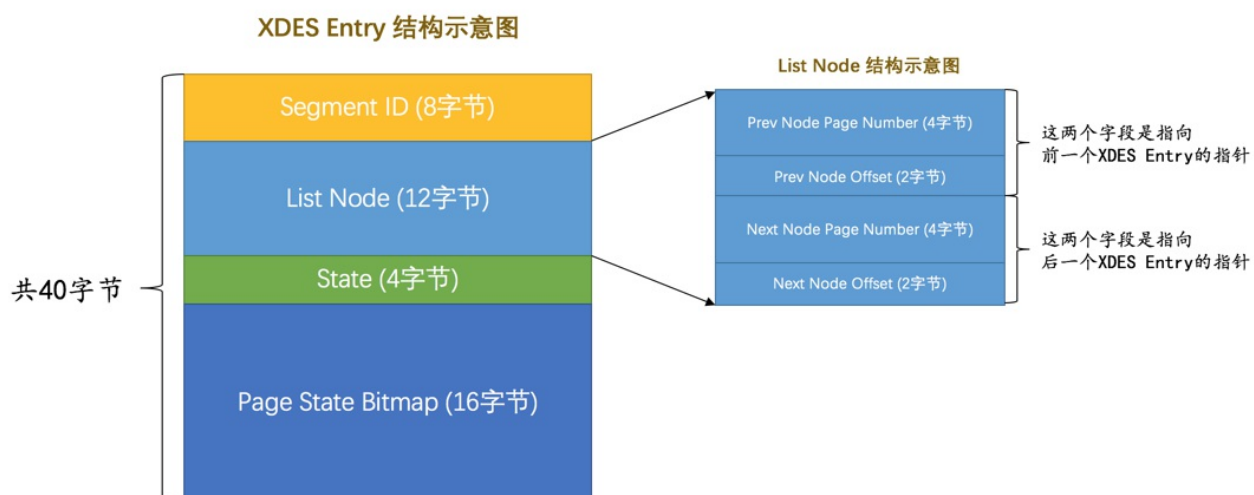 XDES Entry 结构示意图
Segment ID (8字节)
List Node (12字节)
State (4字节)
Page State Bitmap (16字节)
共40字节
List Node 结构示意图
Prev Node Page Number (4字节)
Prev Node Offset (2字节)
Next Node Page Number (4字节)
Next Node Offset (2字节)
这两个字段是指向
前一个XDES Entry的指针
这两个字段是指向
后一个XDES Entry的指针